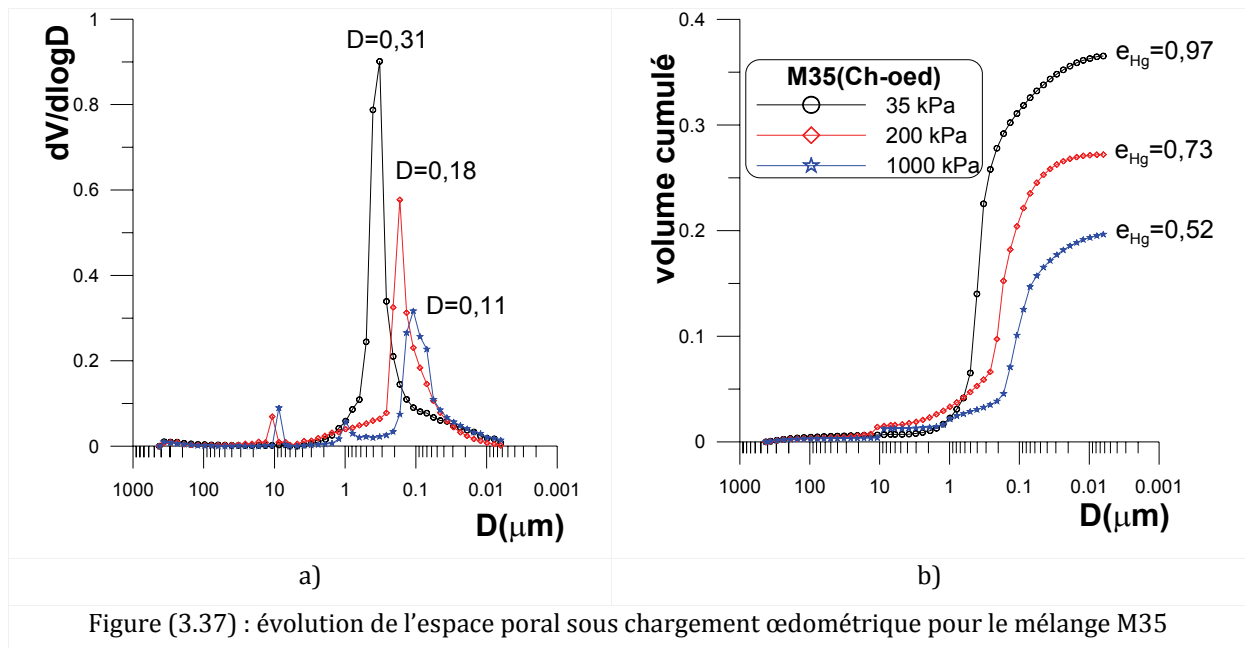 dV/dlogD
1
0.8
0.6
0.4
0.2
0
D=0,31
D=0,18
D=0,11
1000 100 10 1 0.1 0.01 0.001
D(μm)
a)
volume cumulé
0.4
0.3
0.2
0.1
0
M35(Ch-oed)
35 kPa
200 kPa
1000 kPa
eHg=0,97
eHg=0,73
eHg=0,52
1000 100 10 1 0.1 0.01 0.001
D(μm)
b)
Figure (3.37) : évolution de l’espace poral sous chargement œdométrique pour le mélange M35